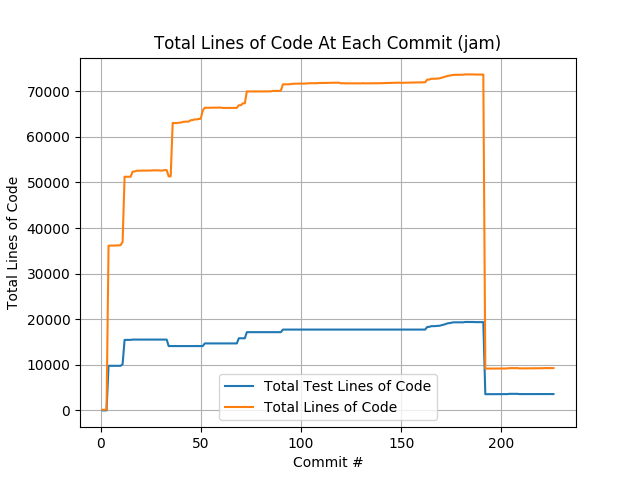 Total Lines of Code At Each Commit (jam)
Total Lines of Code
70000
60000
50000
40000
30000
20000
10000
0
Total Test Lines of Code
Total Lines of Code
0
50
100
150
200
Commit #